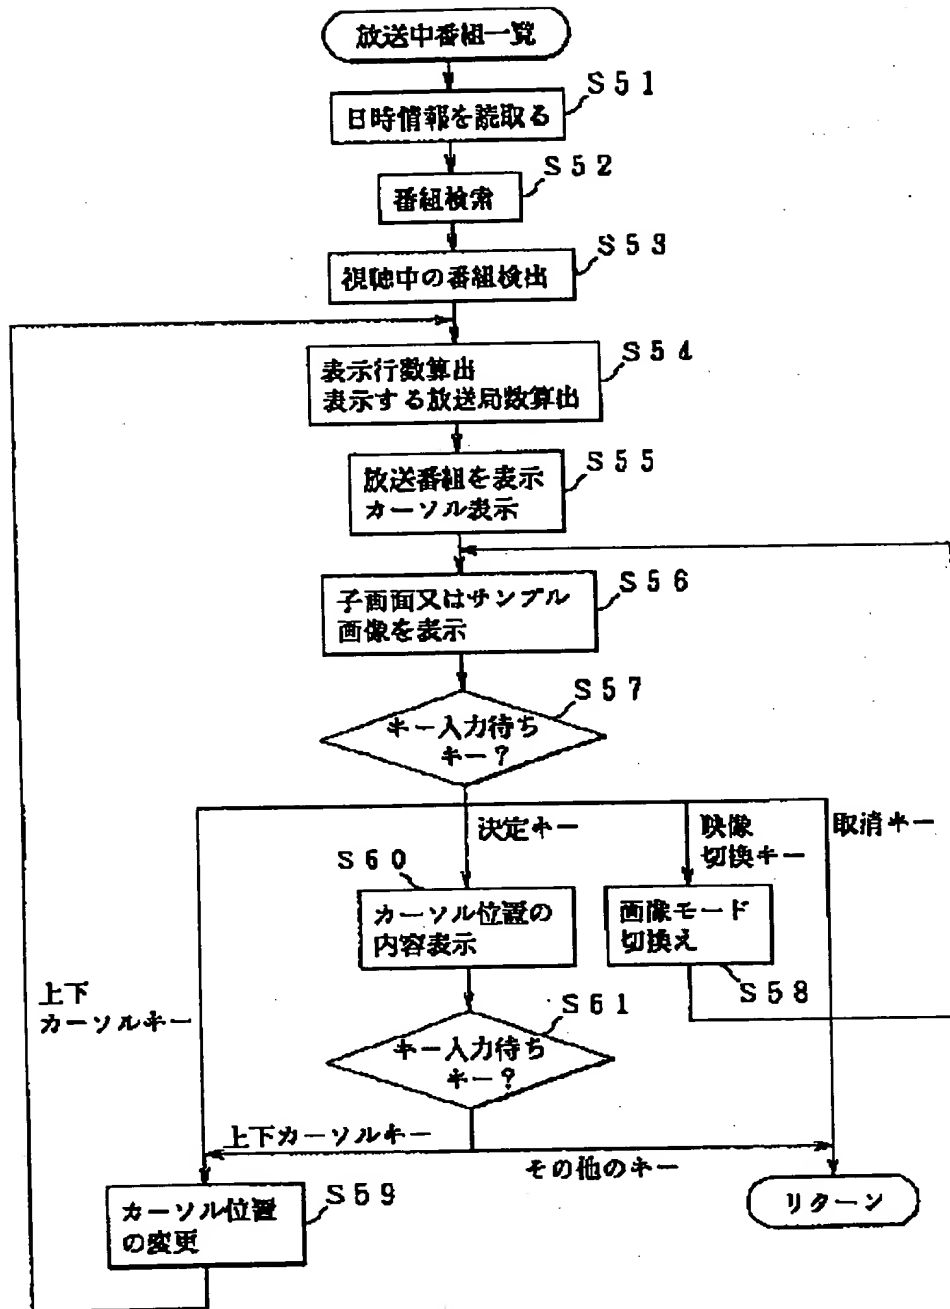 放送中番組一覧
S51
日時情報を読取る
S52
番組検索
S53
視聴中の番組検出
S54
表示行数算出
表示する放送局数算出
S55
放送番組を表示
カーソル表示
S56
子画面又はサンプル
画像を表示
S57
キー入力待ち
キー?
決定キー
映像
切換キー
取消キー
S60
カーソル位置の
内容表示
画像モード
切換え
S58
上下
カーソルキー
S61
キー入力待ち
キー?
上下カーソルキー
その他のキー
S59
カーソル位置
の変更
リターン